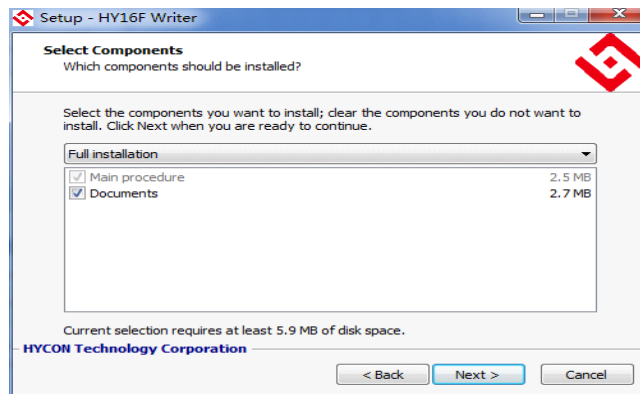 Setup - HY16F Writer
Select Components
Which components should be installed?
Select the components you want to install; clear the components you do not want to
install. Click Next when you are ready to continue.
Full installation
Main procedure 2.5 MB
Documents 2.7 MB
Current selection requires at least 5.9 MB of disk space.
HYCON Technology Corporation
< Back Next > Cancel